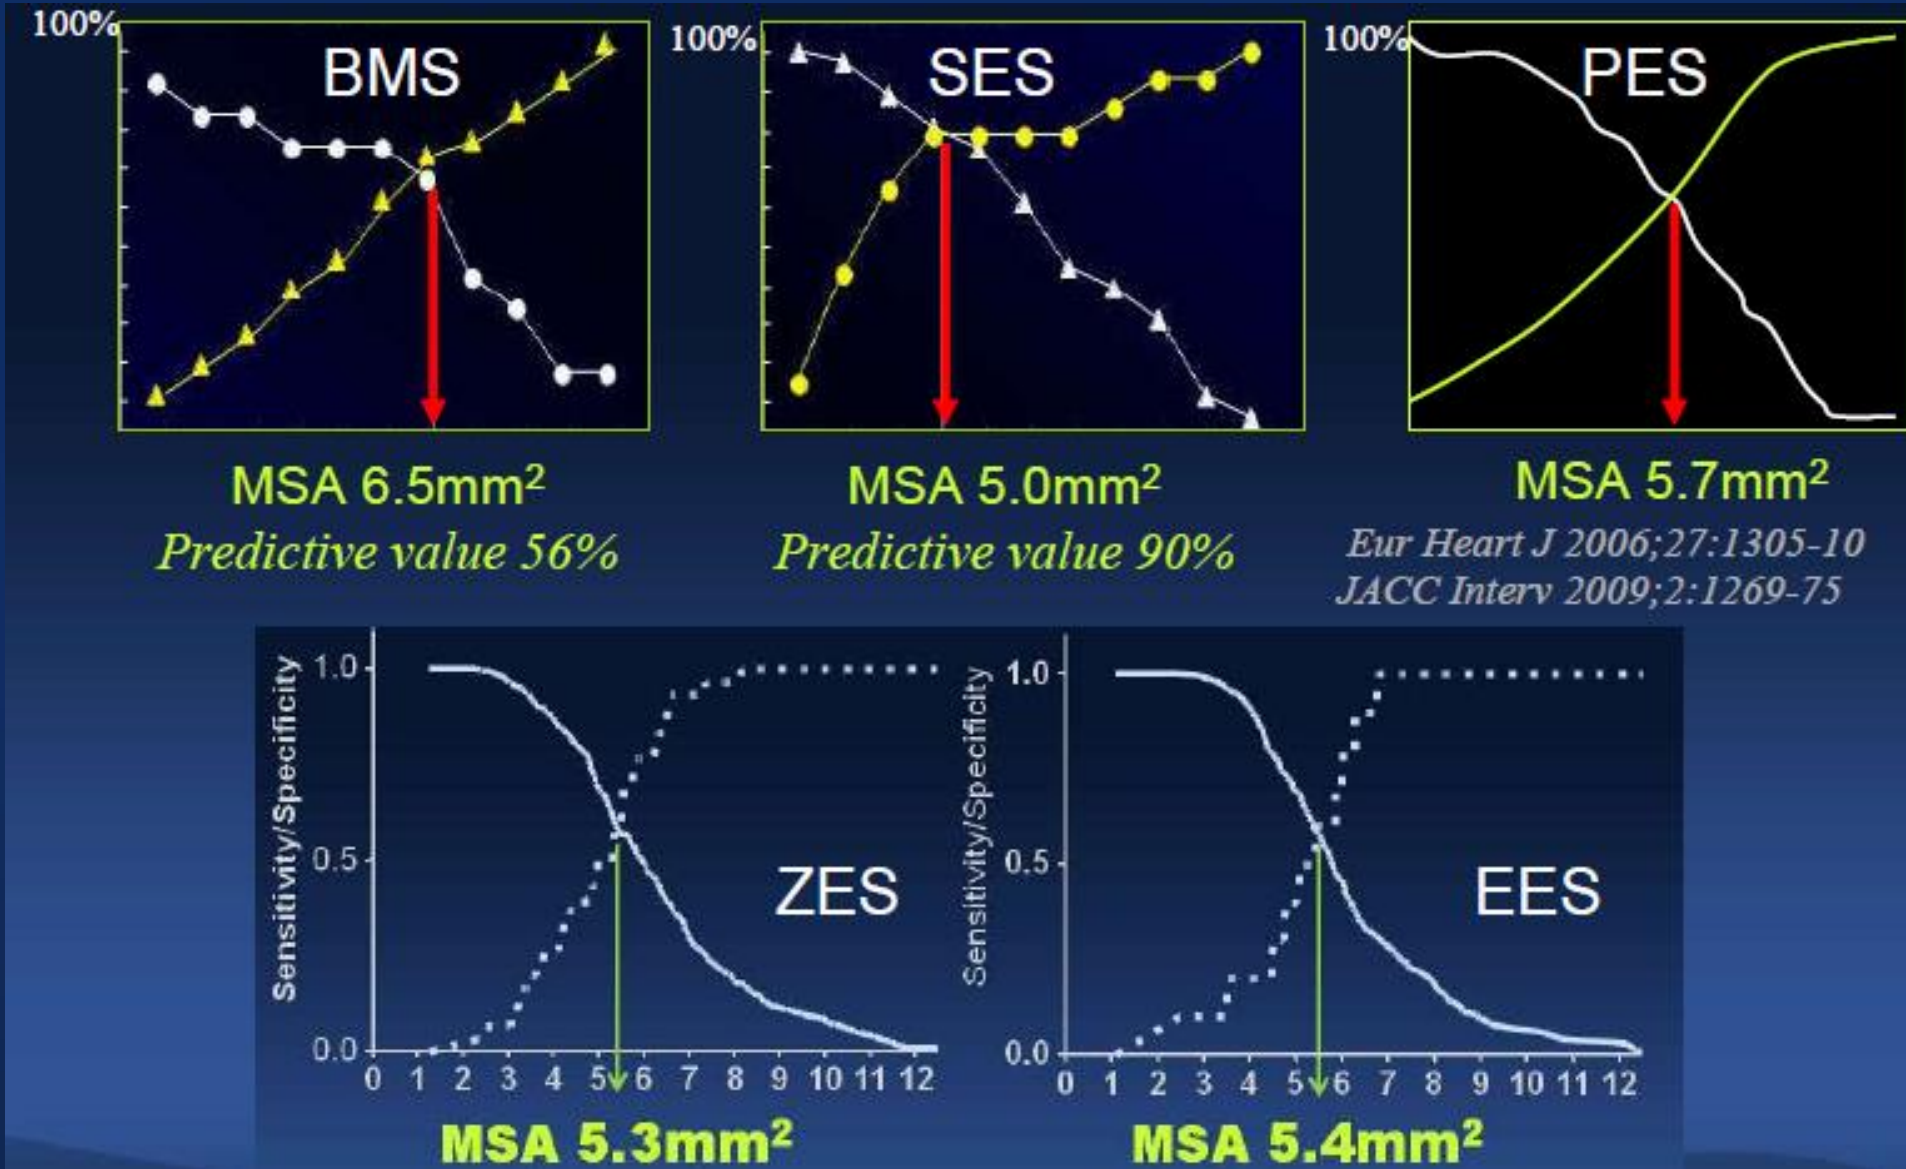 100%
BMS
100%
SES
100%
PES
MSA 6.5mm²
Predictive value 56%
MSA 5.0mm²
Predictive value 90%
MSA 5.7mm²
Eur Heart J 2006;27:1305-10
JACC Interv 2009;2:1269-75
Sensitivity/Specificity
1.0
0.5
0.0
ZES
0 1 2 3 4 5 6 7 8 9 10 11 12
MSA 5.3mm²
Sensitivity/Specificity
1.0
0.5
0.0
EES
0 1 2 3 4 5 6 7 8 9 10 11 12
MSA 5.4mm²